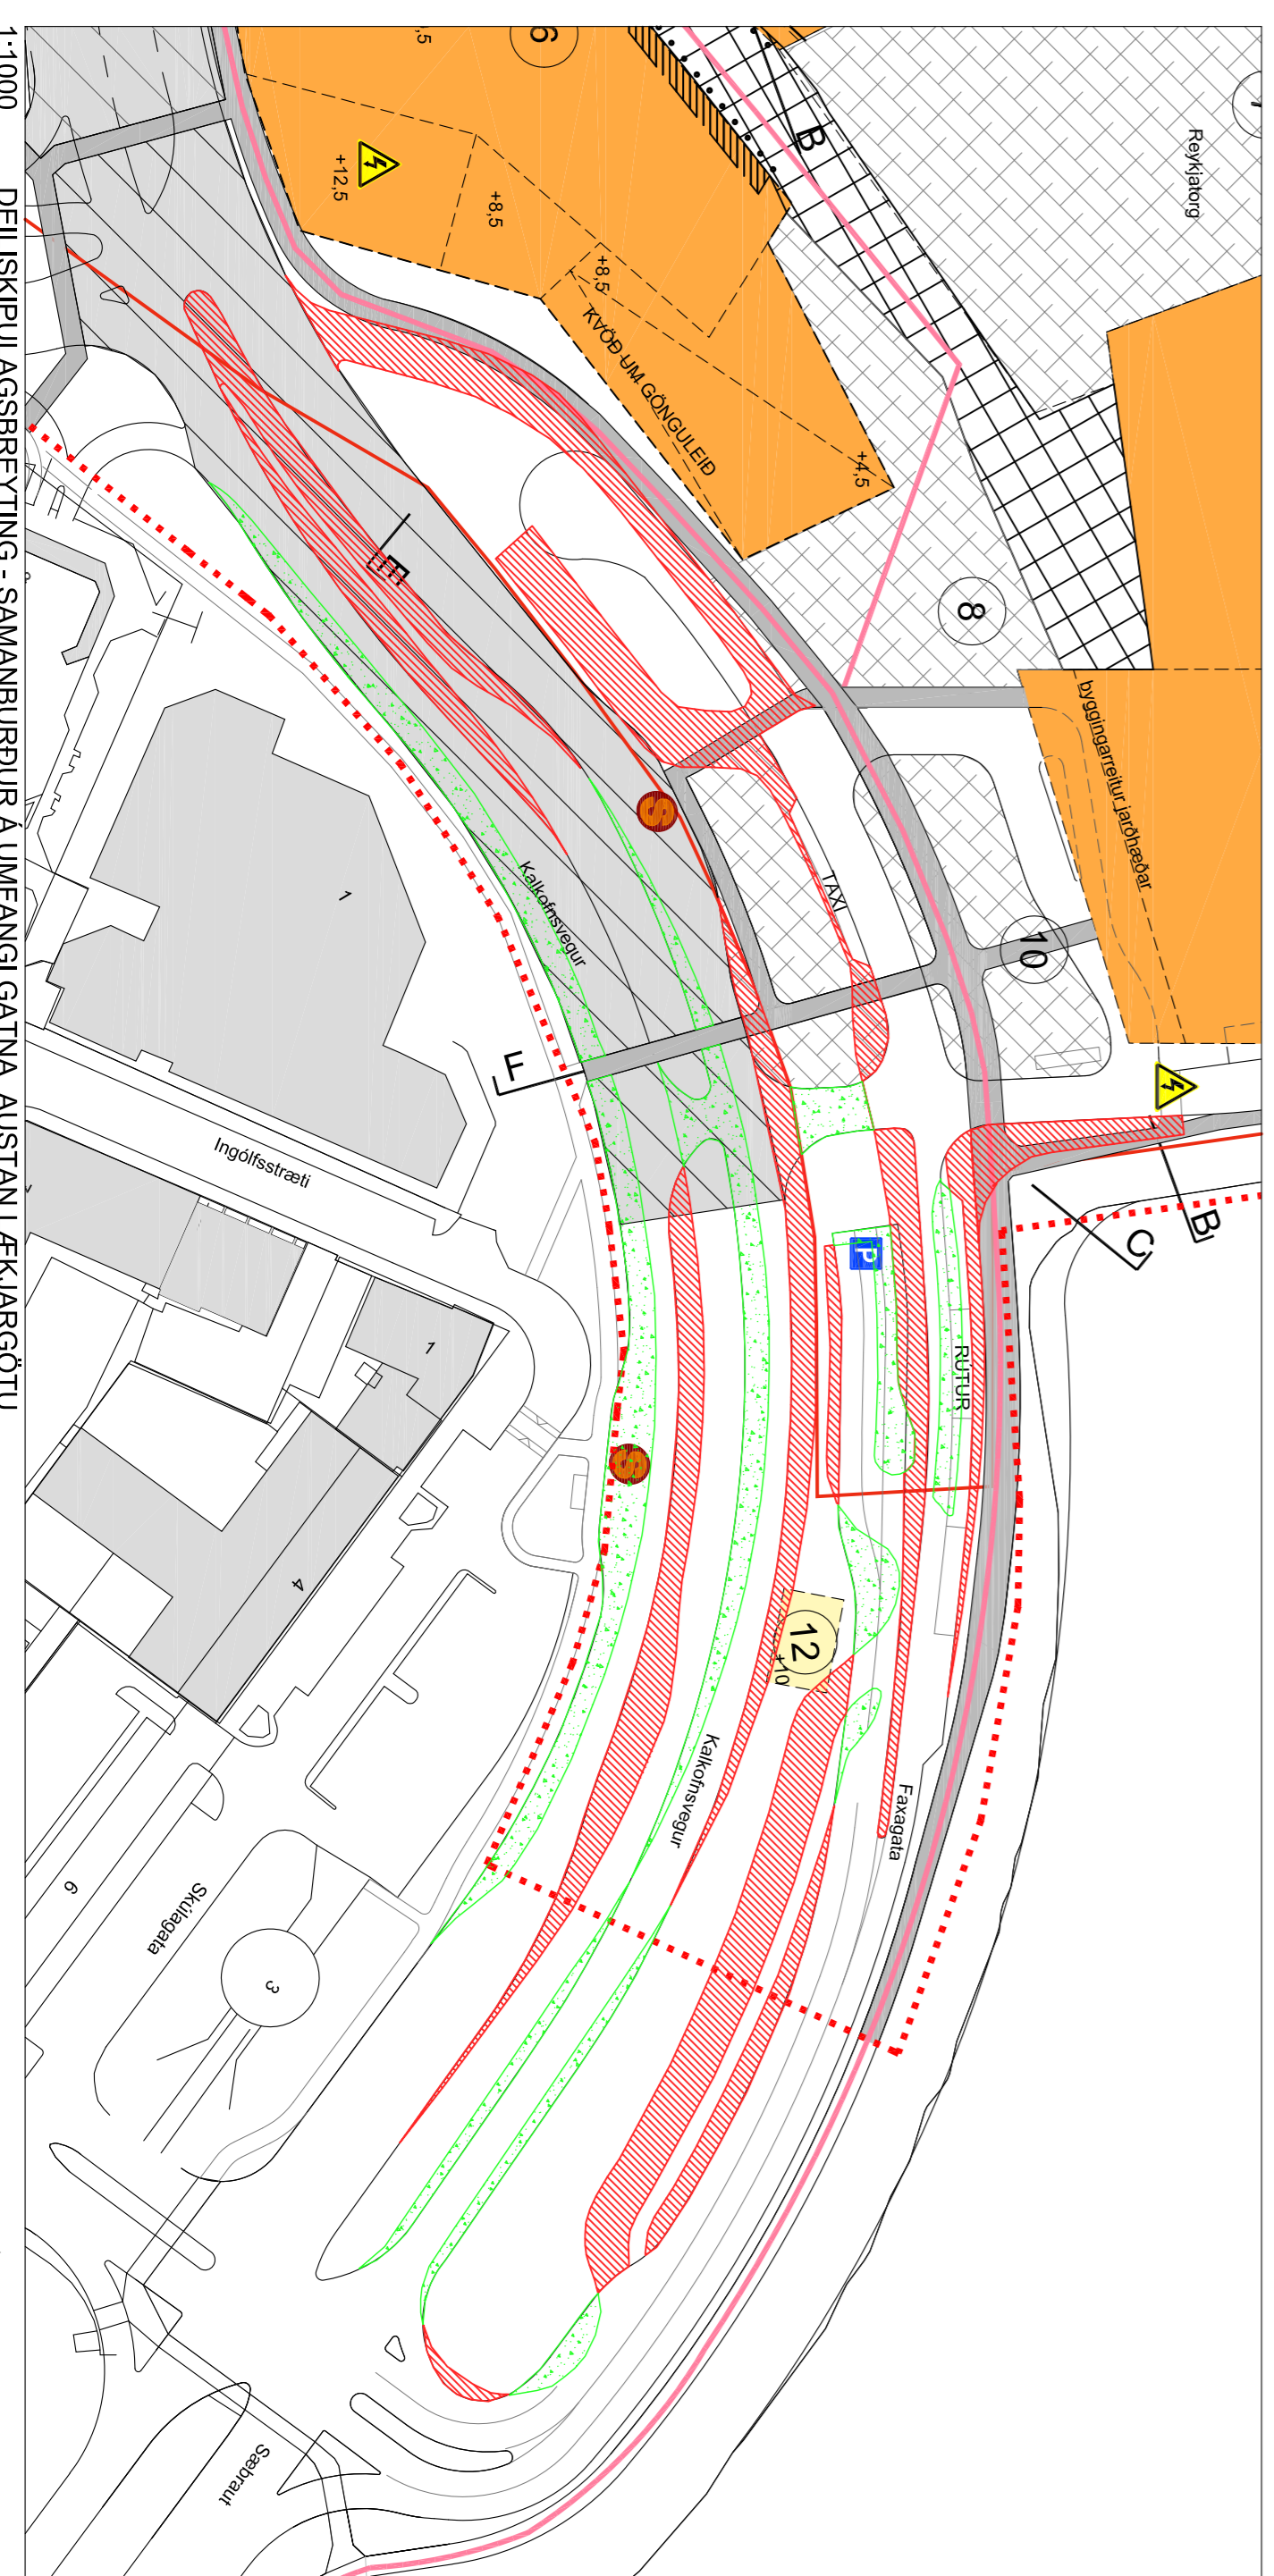 1:1000 DEILISKIPULAGSBREYTING - SAMANBURÐUR Á UMFANGI GATNA AUSTAN LÆKJARGÖTU
6
B
Reykjatorg
+12,5
+8,5
+8,5
+4,5
KVÖÐ UM GÖNGULEIÐ
8
E
byggingarreitur jarðhæðar
S
TAXI
10
Kalkofnsvegur
1
F
Ingólfsstræti
B
C
P
RÚTUR
1
S
4
12
+10
Kalkofnsvegur
Faxagata
6
Skúlagata
3
Sæbraut